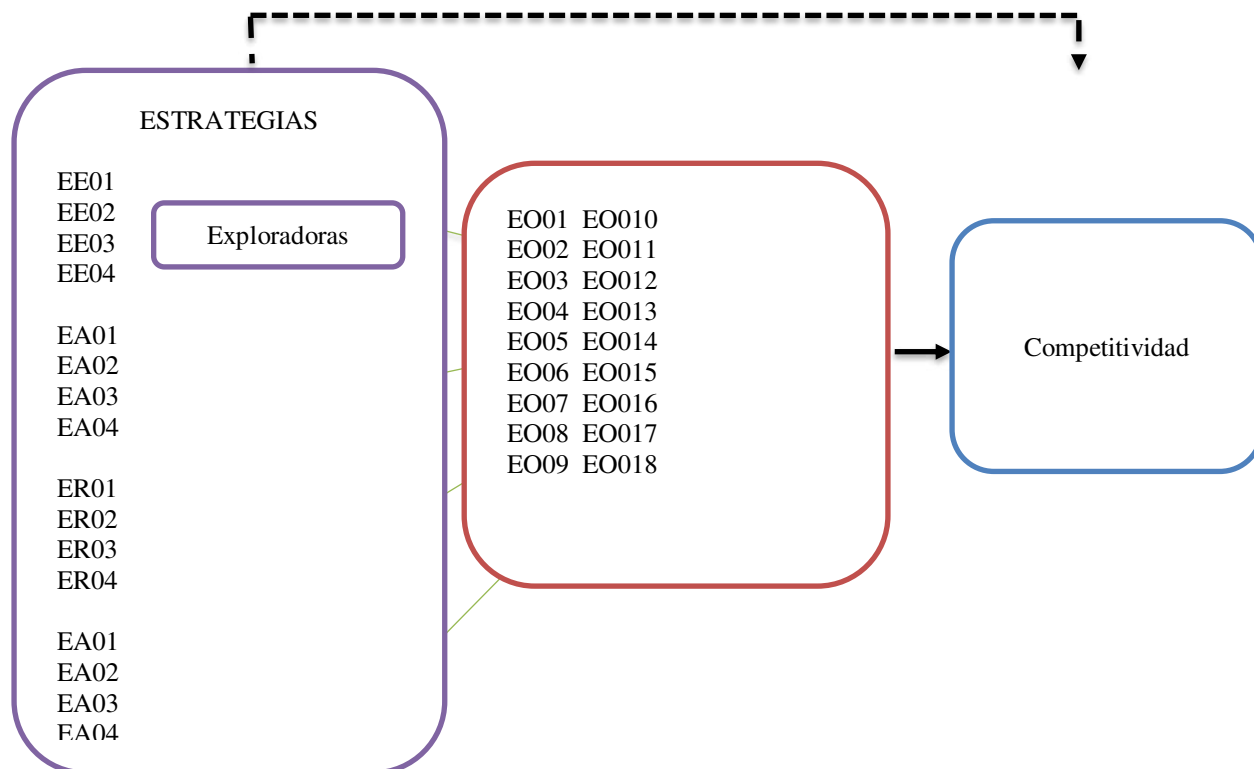 ESTRATEGIAS
EE01
EE02
EE03
EE04
Exploradoras
EA01
EA02
EA03
EA04
ER01
ER02
ER03
ER04
EA01
EA02
EA03
EA04
EO01 EO010
EO02 EO011
EO03 EO012
EO04 EO013
EO05 EO014
EO06 EO015
EO07 EO016
EO08 EO017
EO09 EO018
Competitividad